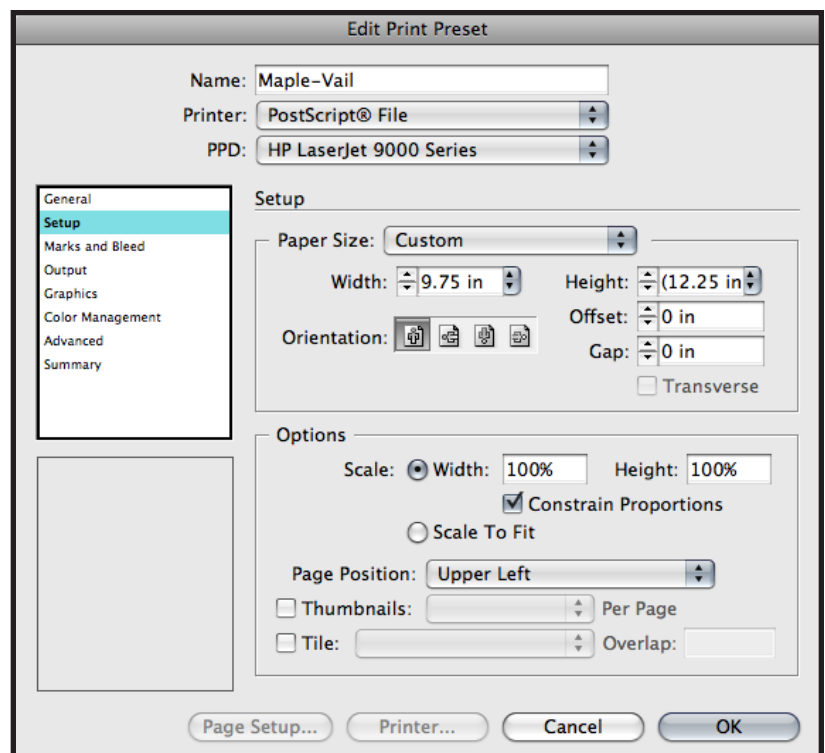 Edit Print Preset
Name: Maple-Vail
Printer: PostScript® File
PPD: HP LaserJet 9000 Series
General
Setup
Marks and Bleed
Output
Graphics
Color Management
Advanced
Summary
Setup
Paper Size: Custom
Width: 9.75 in Height: (12.25 in
Orientation: Offset: 0 in
Gap: 0 in
Transverse
Options
Scale: Width: 100% Height: 100%
Constrain Proportions
Scale To Fit
Page Position: Upper Left
Thumbnails: Per Page
Tile: Overlap:
Page Setup... Printer... Cancel OK